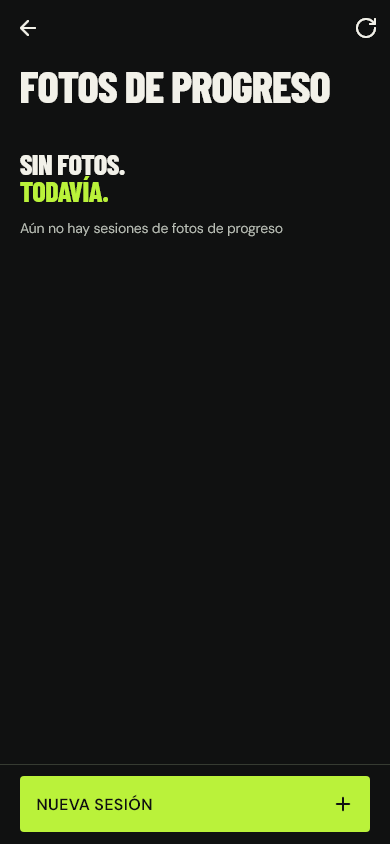 FOTOS DE PROGRESO
SIN FOTOS.
TODAVÍA.
Aún no hay sesiones de fotos de progreso
NUEVA SESIÓN